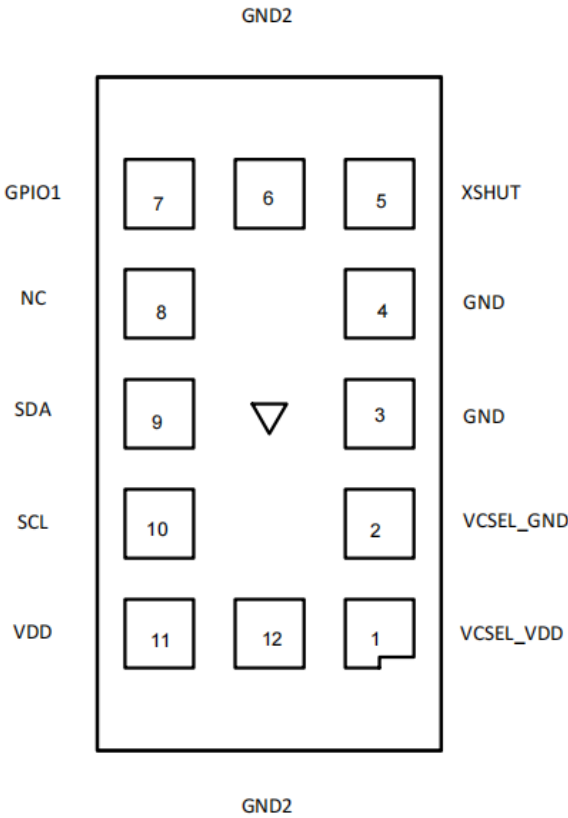 GND2
GPIO1 7 6 5 XSHUT
NC 8 4 GND
SDA 9 3 GND
SCL 10 2 VCSEL_GND
VDD 11 12 1 VCSEL_VDD
GND2